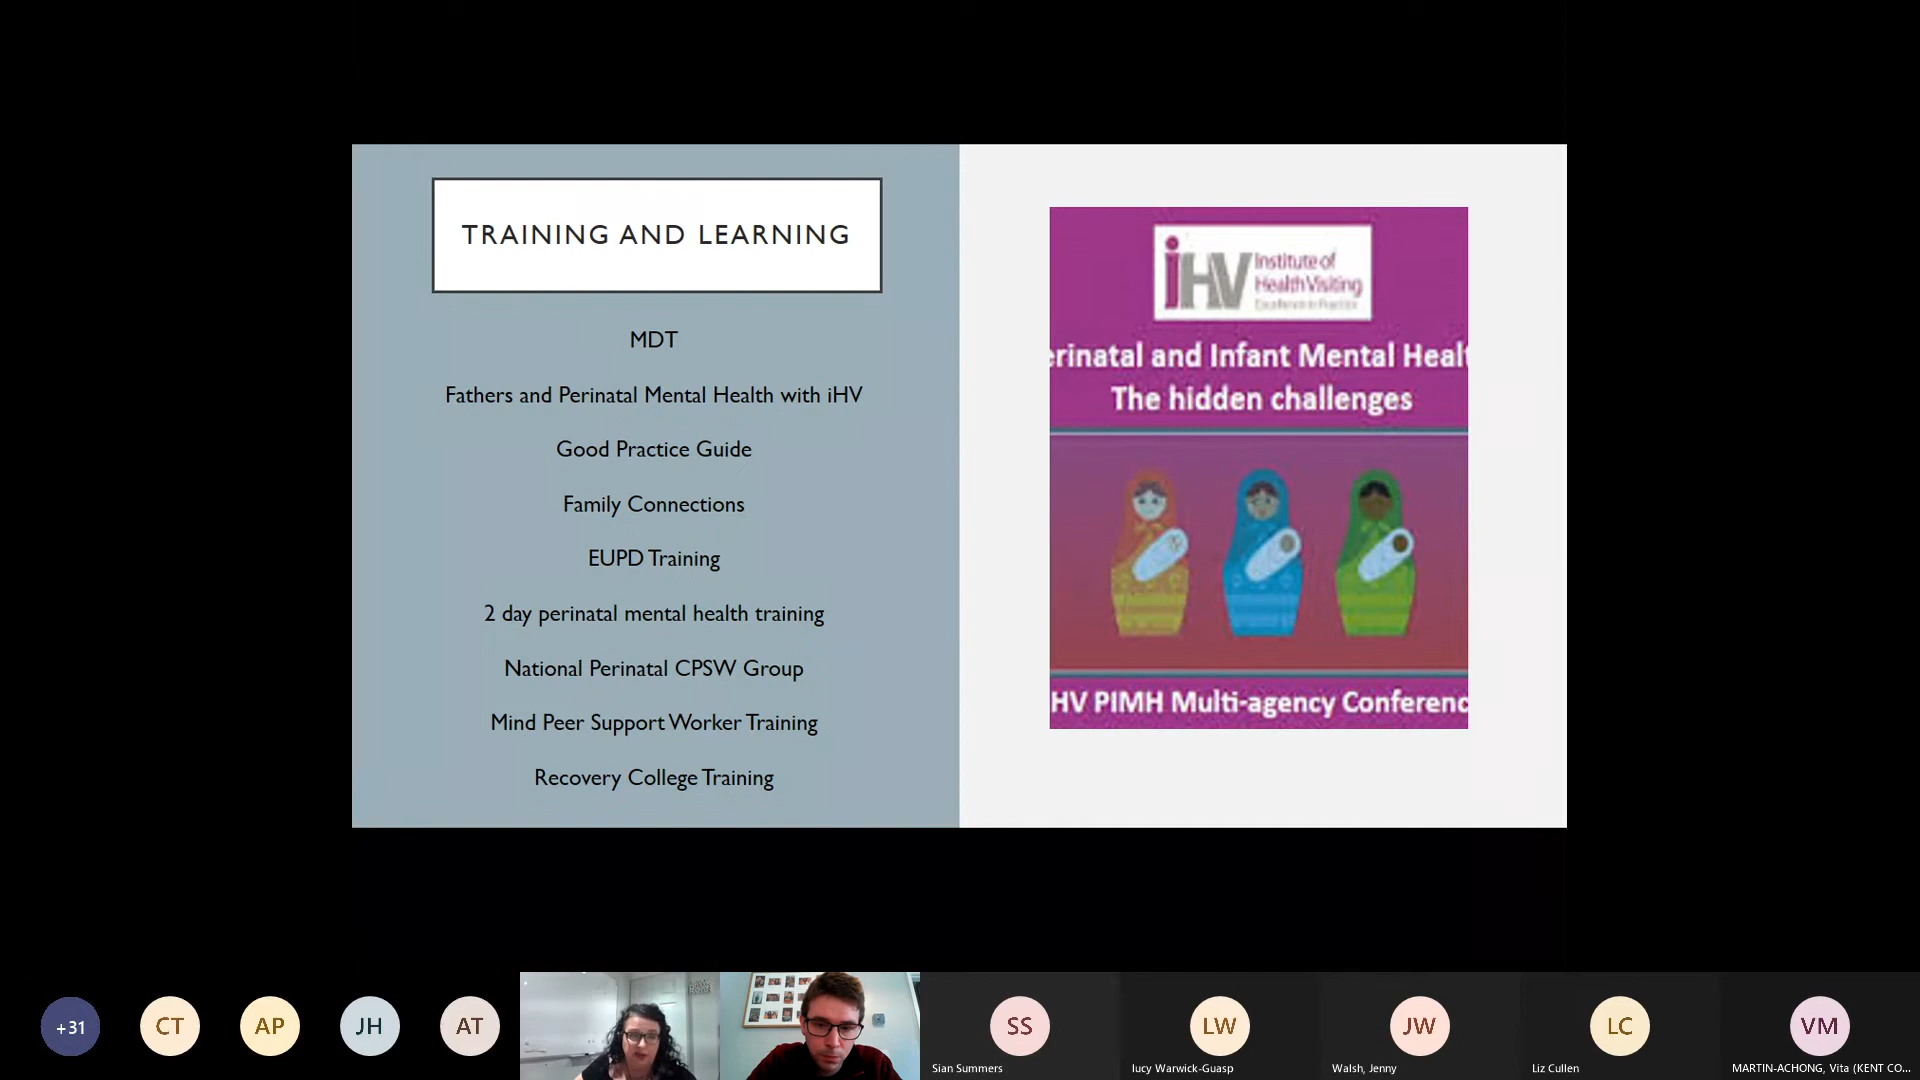 TRAINING AND LEARNING
MDT
Fathers and Perinatal Mental Health with iHV
Good Practice Guide
Family Connections
EUPD Training
2 day perinatal mental health training
National Perinatal CPSW Group
Mind Peer Support Worker Training
Recovery College Training
iHV
Institute of
Health Visiting
Excellence in Practice
erinatal and Infant Mental Healt
The hidden challenges
HV PIMH Multi-agency Conferenc
+31
CT
AP
JH
AT
SS
Sian Summers
LW
lucy Warwick-Guasp
JW
Walsh, Jenny
LC
Liz Cullen
VM
MARTIN-ACHONG, Vita (KENT CO...